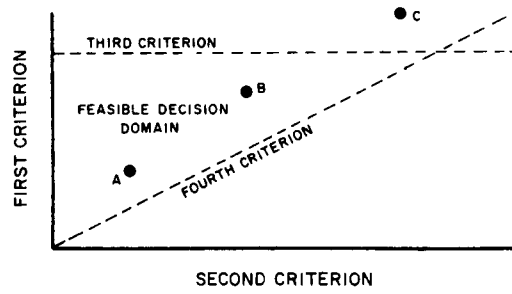 C
THIRD CRITERION
B
FEASIBLE DECISION
DOMAIN
A
FOURTH CRITERION
FIRST CRITERION
SECOND CRITERION